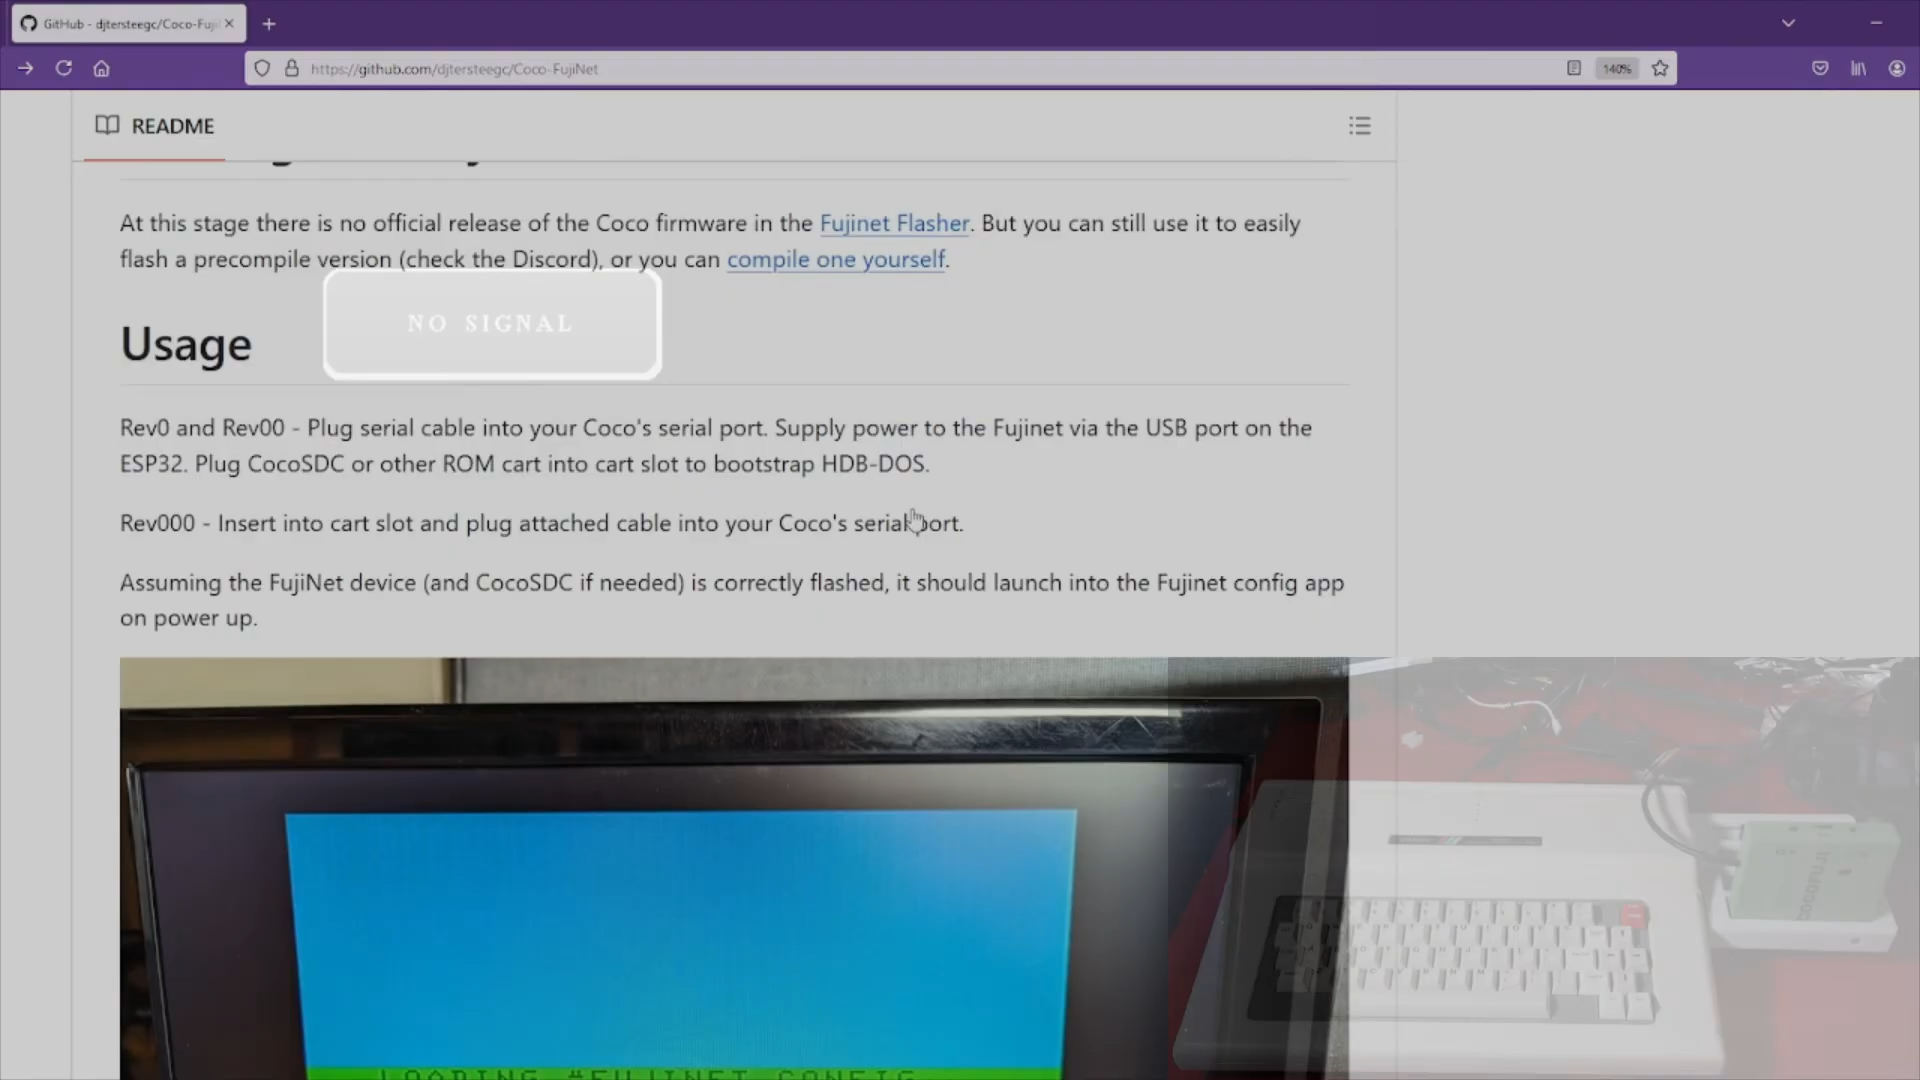 GitHub - djtersteegc/Coco-Fuji
https://github.com/djtersteegc/Coco-FujiNet
140%
README
At this stage there is no official release of the Coco firmware in the Fujinet Flasher. But you can still use it to easily
flash a precompile version (check the Discord), or you can compile one yourself.
NO SIGNAL
Usage
Rev0 and Rev00 - Plug serial cable into your Coco's serial port. Supply power to the Fujinet via the USB port on the
ESP32. Plug CocoSDC or other ROM cart into cart slot to bootstrap HDB-DOS.
Rev000 - Insert into cart slot and plug attached cable into your Coco's serial port.
Assuming the FujiNet device (and CocoSDC if needed) is correctly flashed, it should launch into the Fujinet config app
on power up.
COCOFUJI
LOADING #FUJINET CONFIG